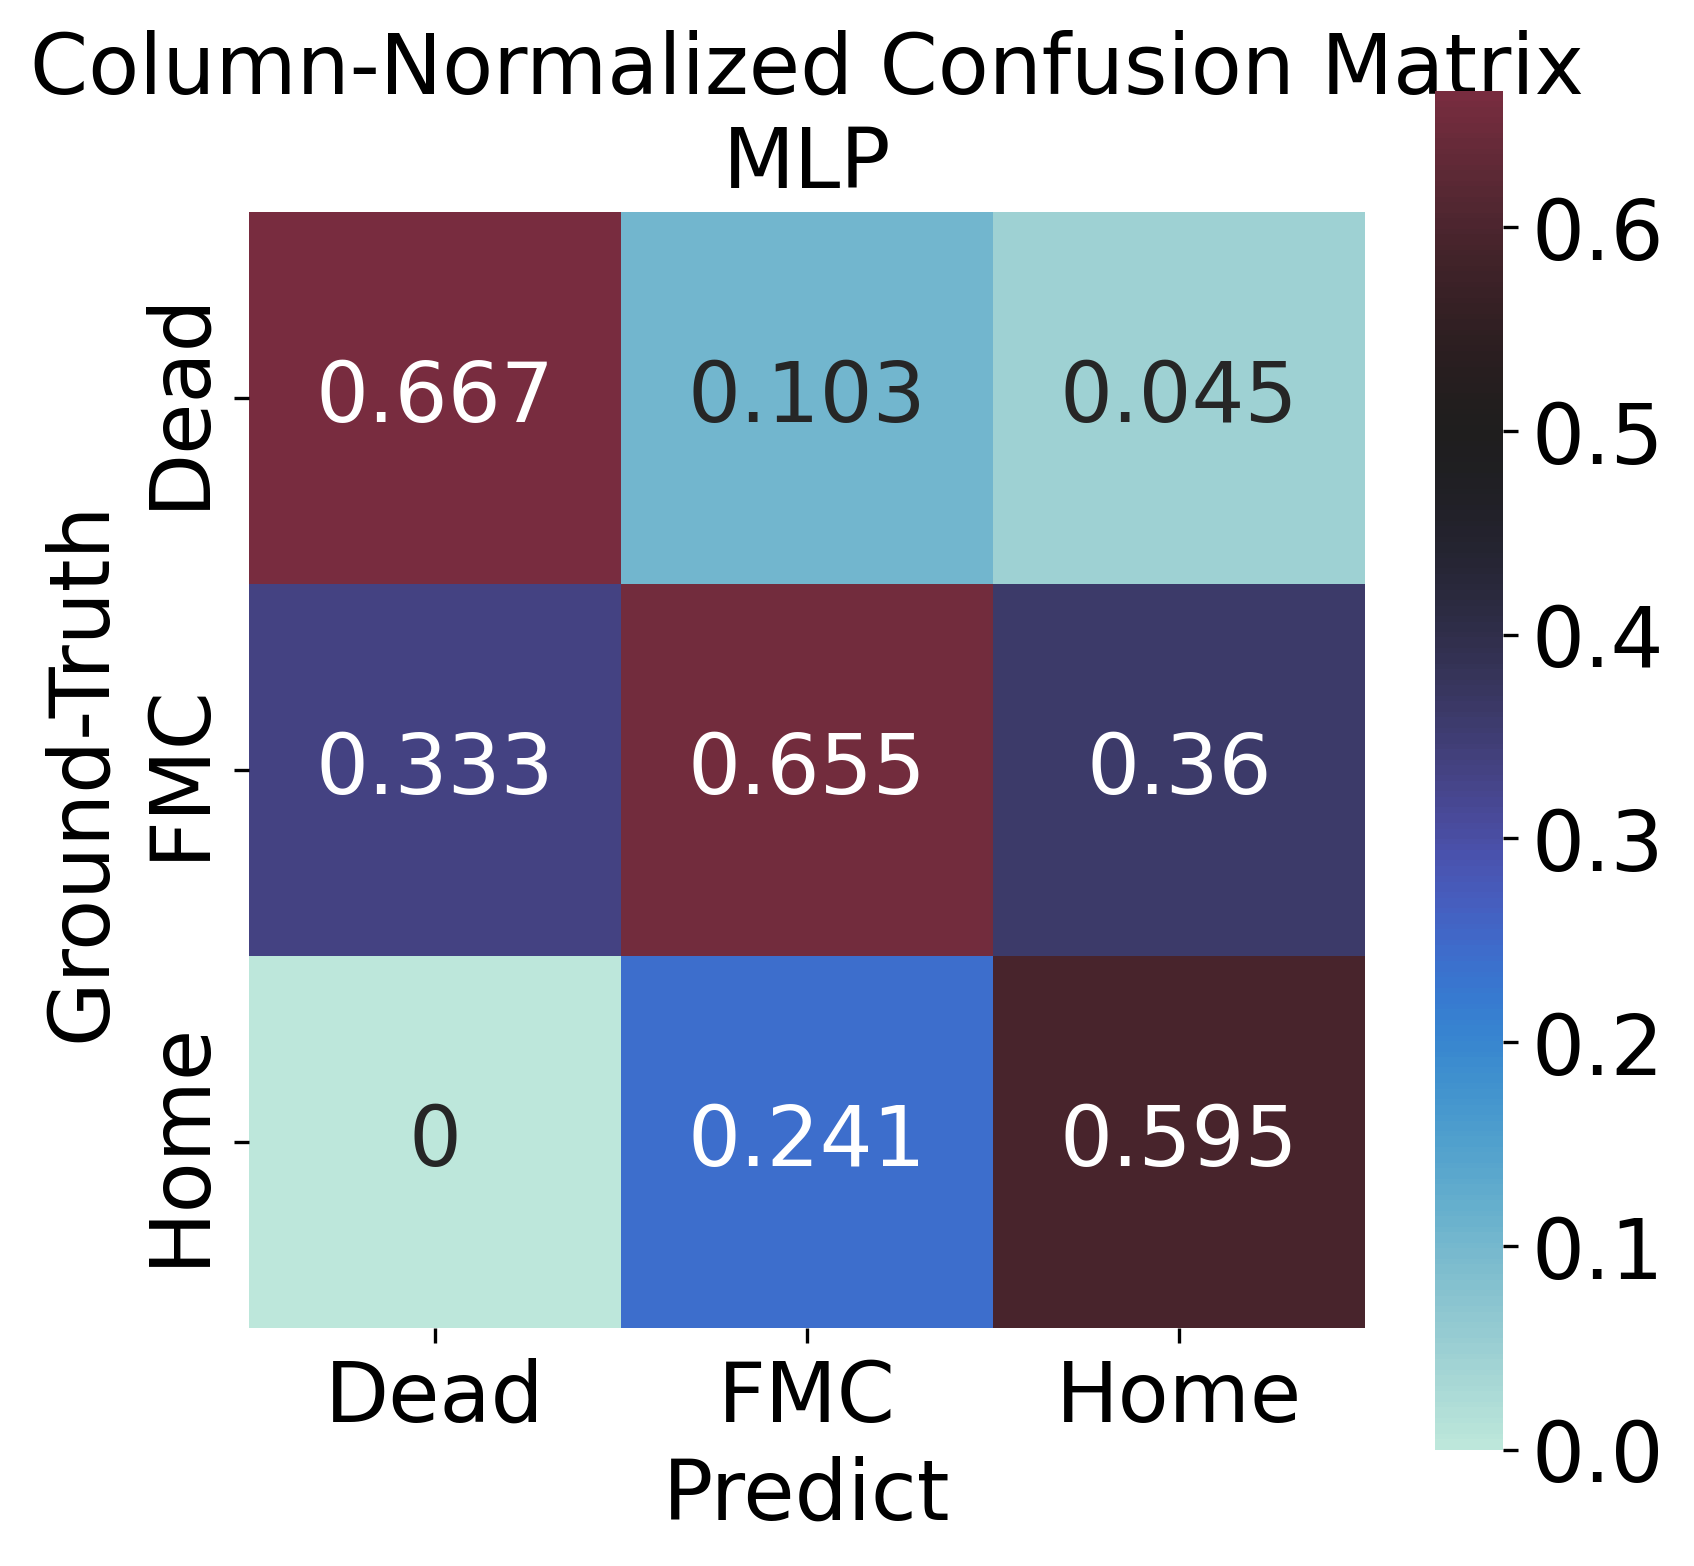 Column-Normalized Confusion Matrix
MLP
Ground-Truth
Dead
0.667 0.103 0.045
FMC
0.333 0.655 0.36
Home
0 0.241 0.595
Dead FMC Home
Predict
0.6
0.5
0.4
0.3
0.2
0.1
0.0